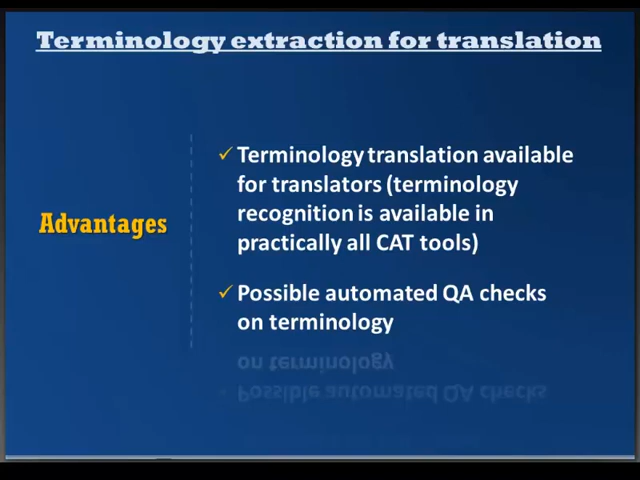 Terminology extraction for translation
Advantages
✓ Terminology translation available
for translators (terminology
recognition is available in
practically all CAT tools)
✓ Possible automated QA checks
on terminology